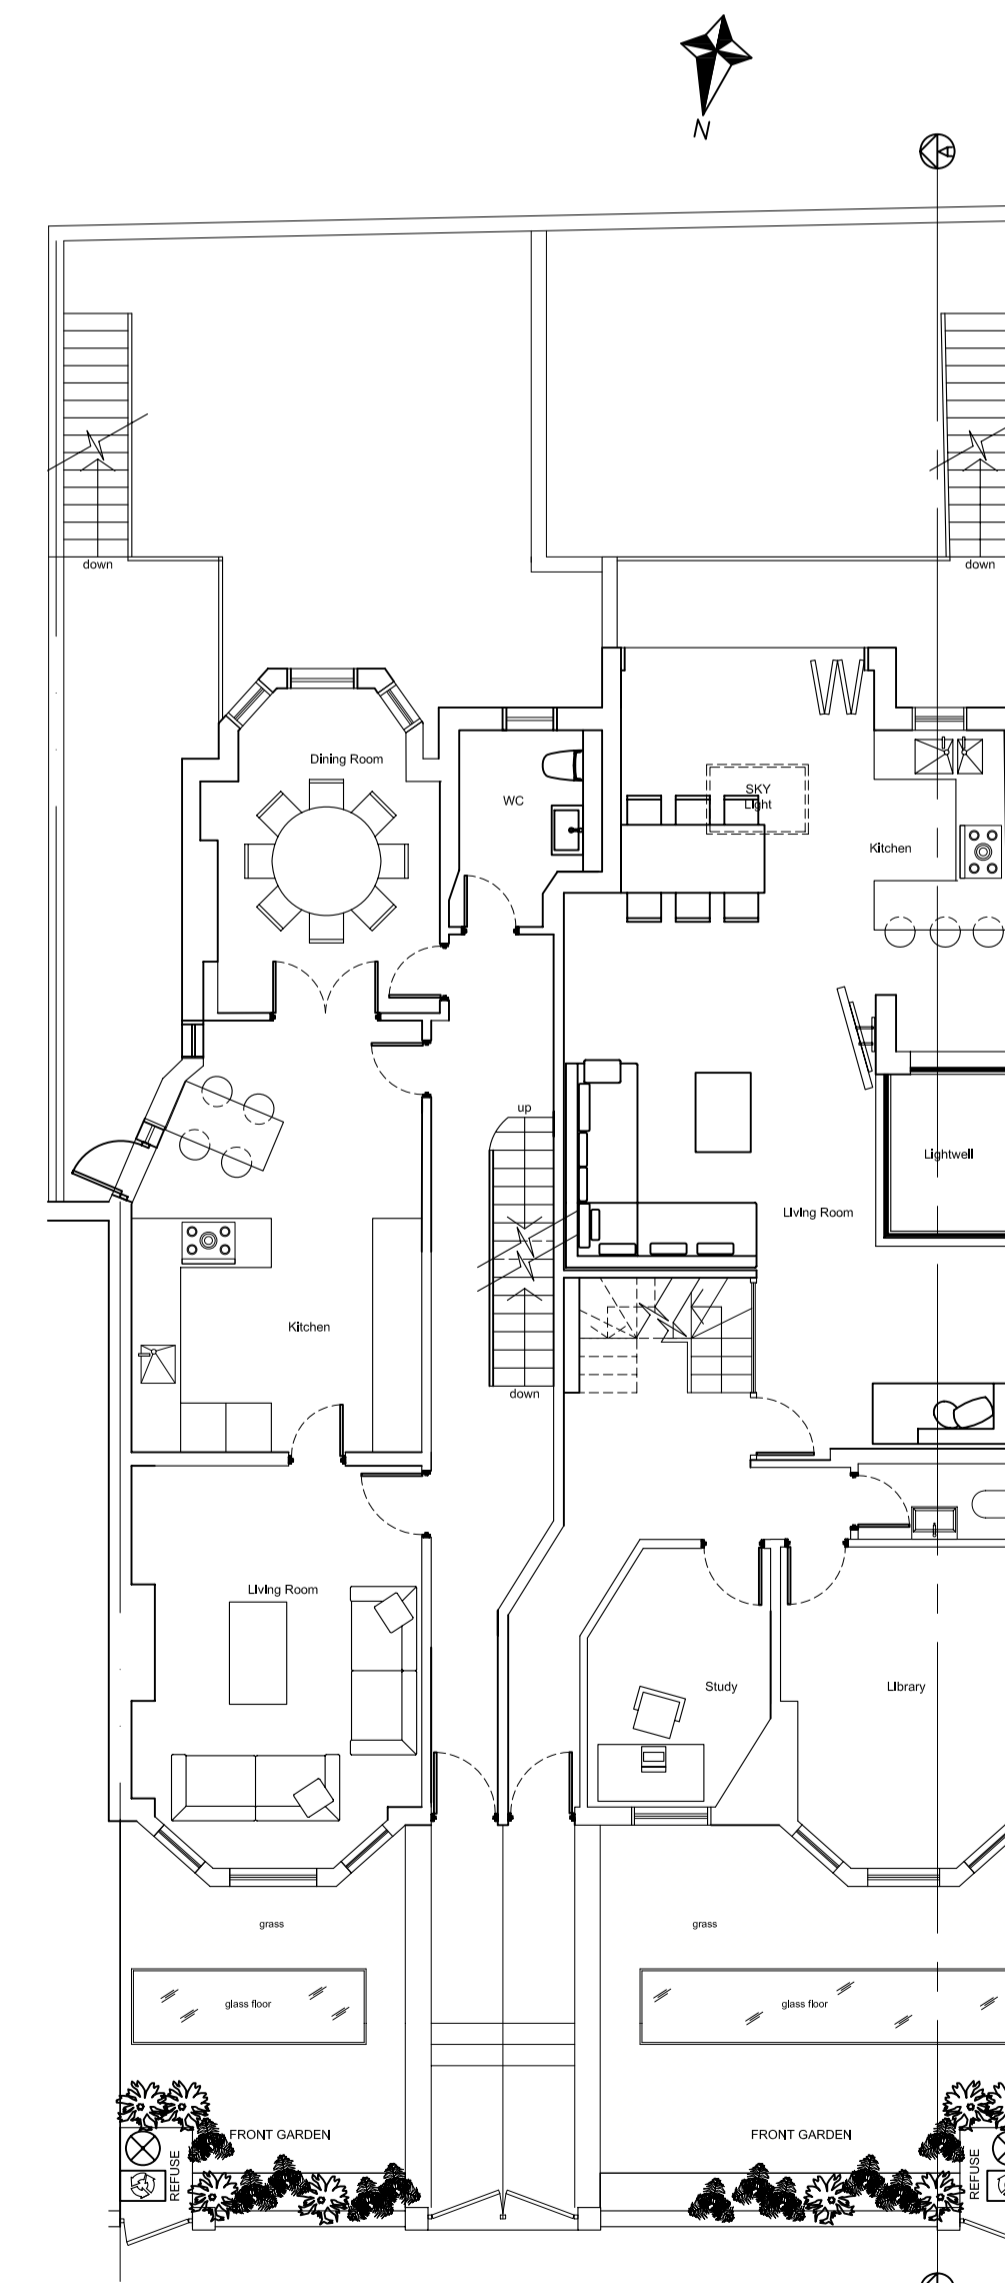 N
A
down
down
Dining Room
SKY
Light
WC
Kitchen
up
Lightwell
Living Room
Kitchen
down
Living Room
Study
Library
grass
grass
glass floor
glass floor
FRONT GARDEN
FRONT GARDEN
REFUSE
REFUSE